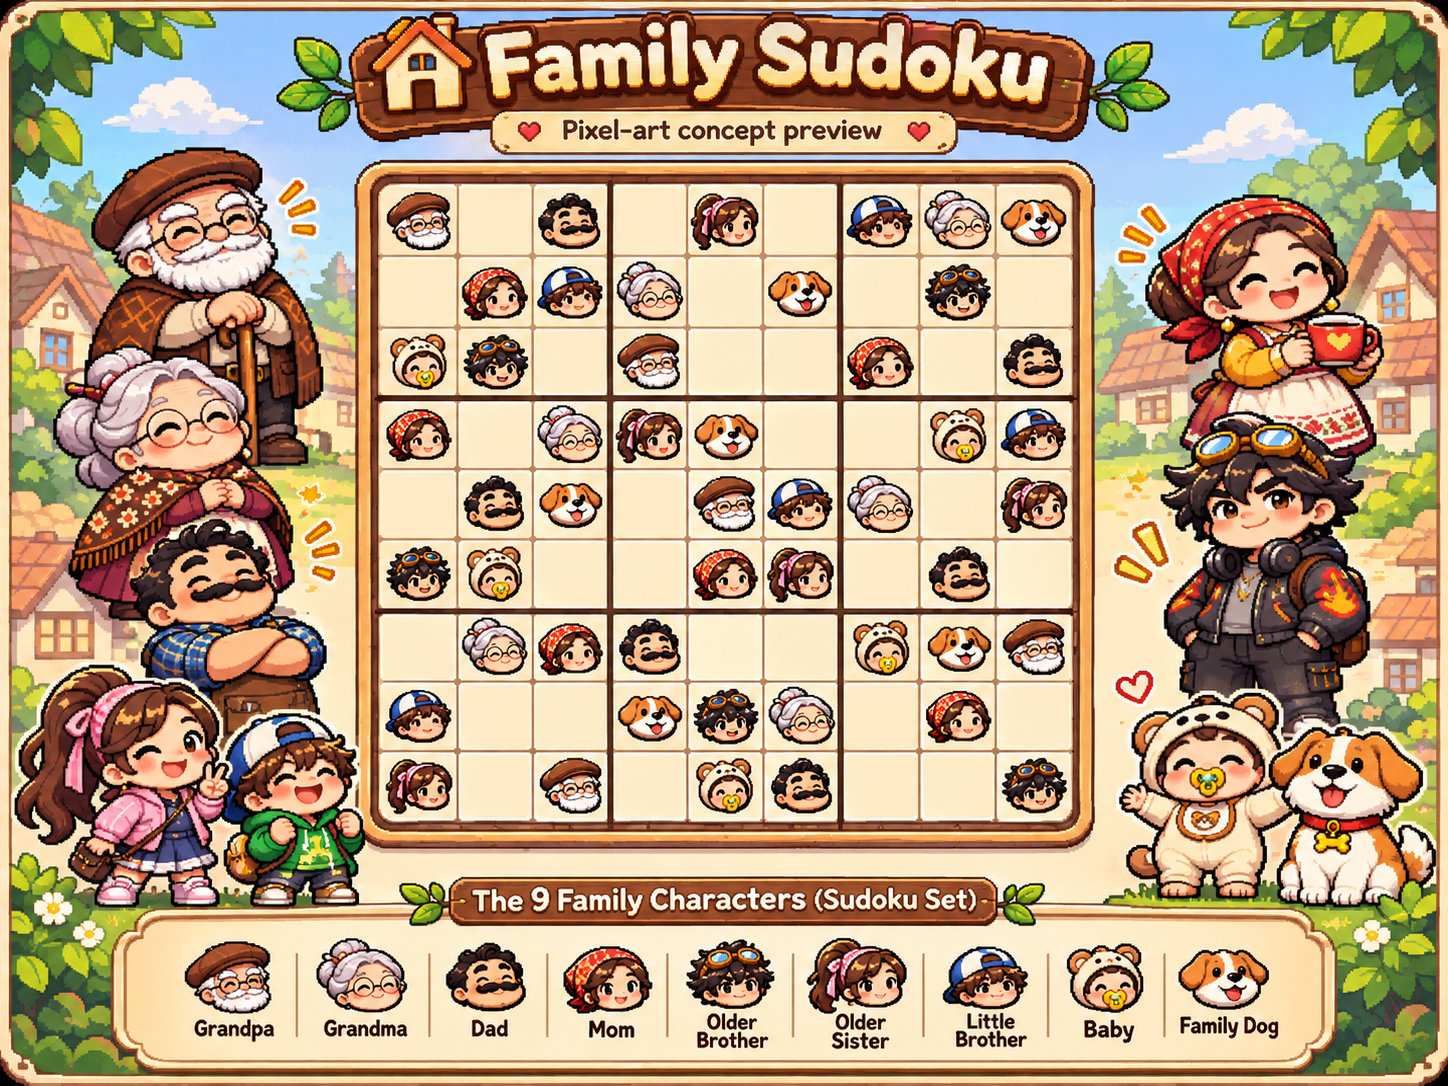 Family Sudoku
Pixel-art concept preview
The 9 Family Characters (Sudoku Set)
Grandpa
Grandma
Dad
Mom
Older
Brother
Older
Sister
Little
Brother
Baby
Family Dog